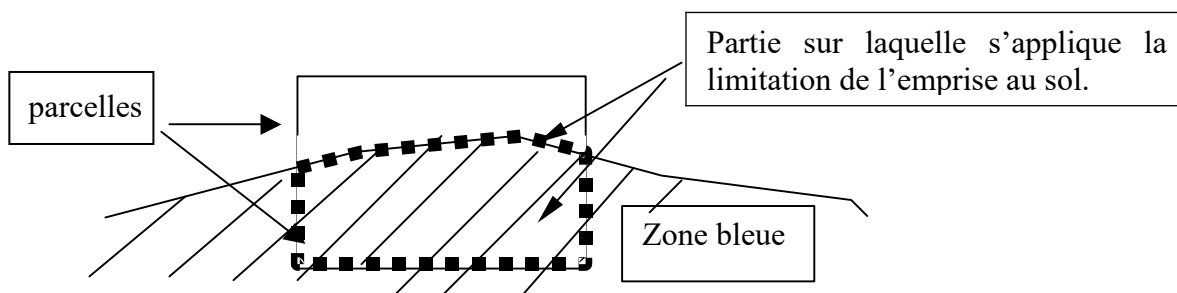 Partie sur laquelle s’applique la
limitation de l’emprise au sol.
parcelles
Zone bleue